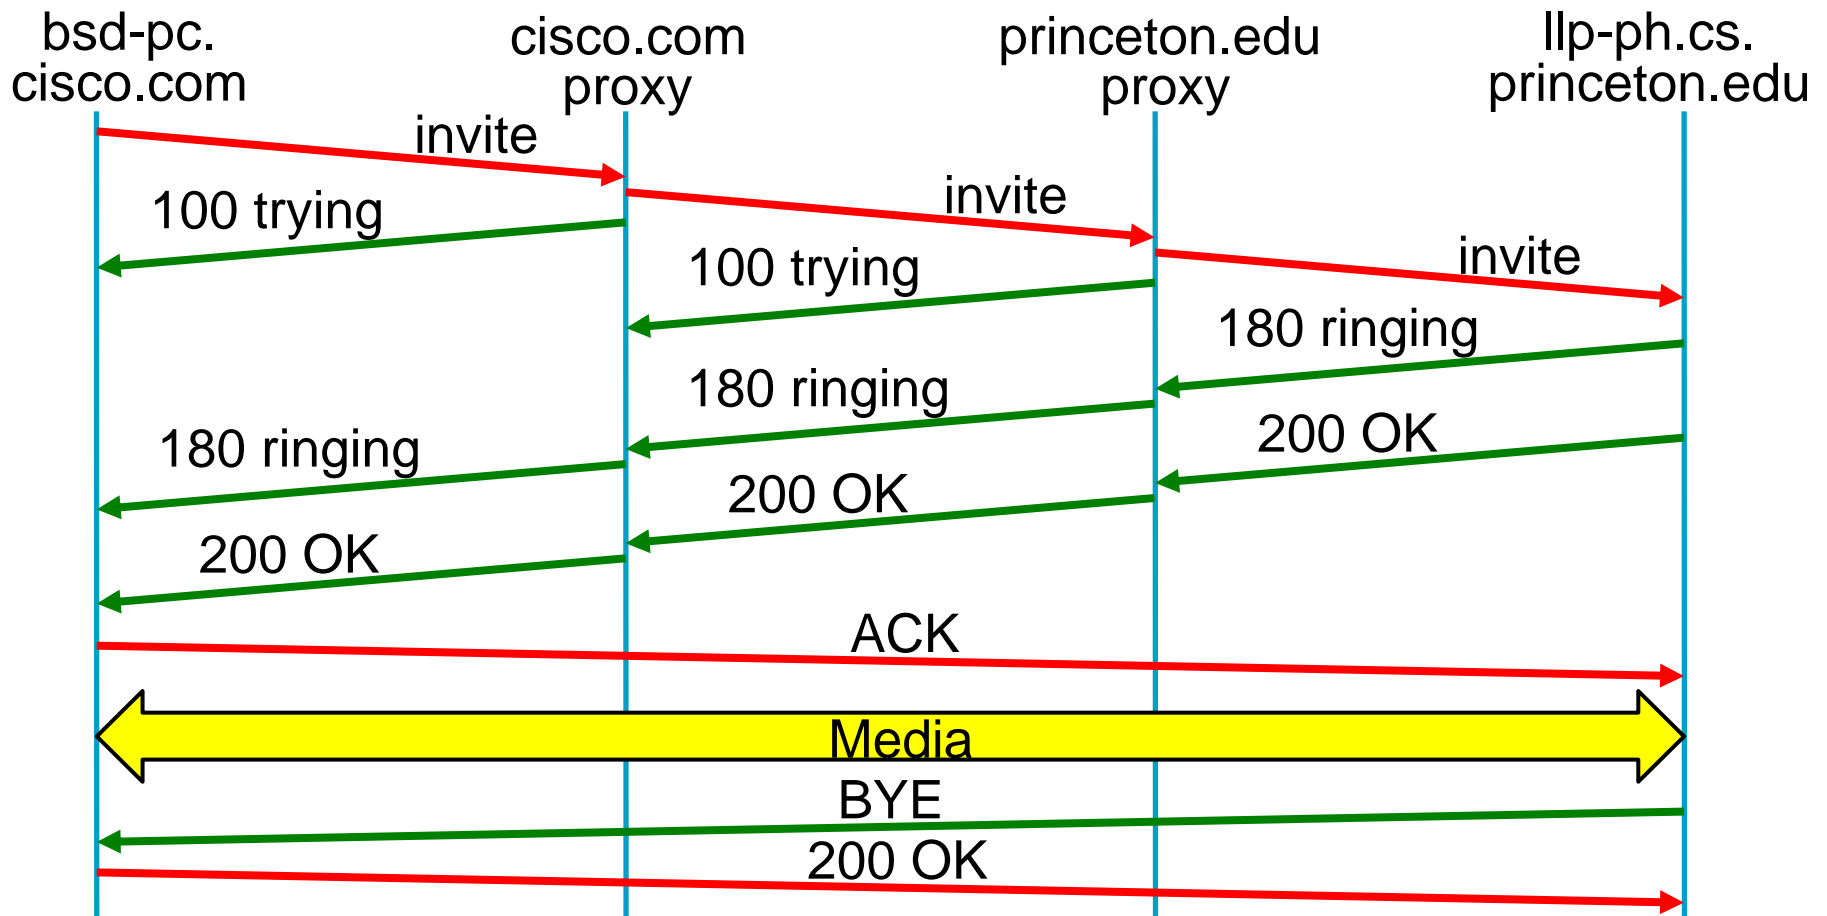 bsd-pc.
cisco.com
cisco.com
proxy
princeton.edu
proxy
llp-ph.cs.
princeton.edu
invite
100 trying
invite
100 trying
invite
180 ringing
180 ringing
180 ringing
200 OK
200 OK
200 OK
ACK
Media
BYE
200 OK